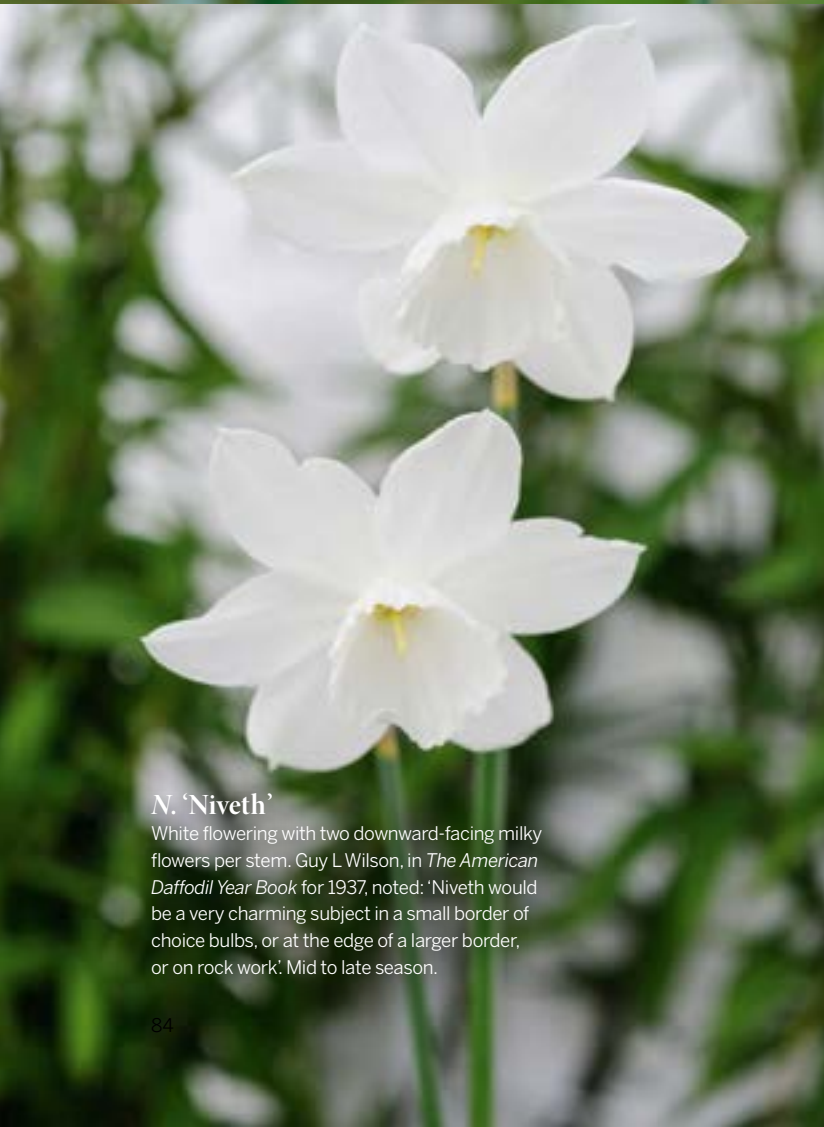 N. ‘Niveth’
White flowering with two downward-facing milky
flowers per stem. Guy L Wilson, in The American
Daffodil Year Book for 1937, noted: ‘Niveth would
be a very charming subject in a small border of
choice bulbs, or at the edge of a larger border,
or on rock work’. Mid to late season.
84